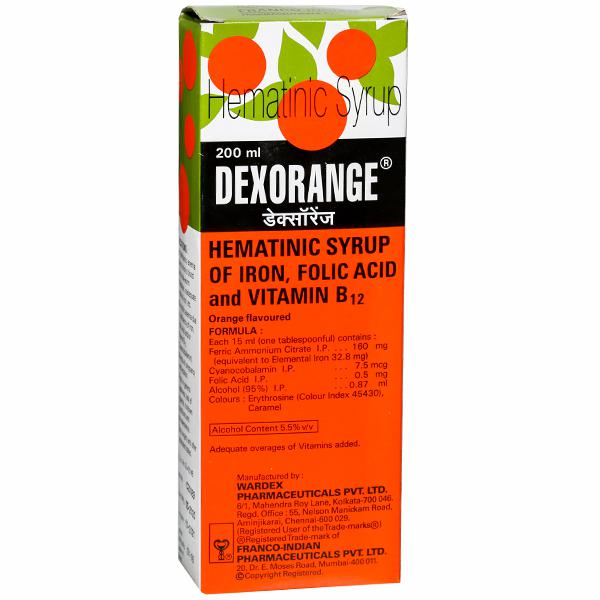 Hematinic Syrup
200 ml
DEXORANGE®
डेक्सॉरेंज
HEMATINIC SYRUP
OF IRON, FOLIC ACID
and VITAMIN B12
Orange flavoured
FORMULA :
Each 15 ml (one tablespoonful) contains :
Ferric Ammonium Citrate I.P. ... 160 mg
(equivalent to Elemental Iron 32.8 mg)
Cyanocobalamin I.P. ... 7.5 mcg
Folic Acid I.P. ... 0.5 mg
Alcohol (95%) I.P. ... 0.87 ml
Colours : Erythrosine (Colour Index 45430),
Caramel
Alcohol Content 5.5% v/v
Adequate overages of Vitamins added.
Manufactured by :
WARDEX
PHARMACEUTICALS PVT. LTD.
6/1, Mahendra Roy Lane, Kolkata-700 046.
Regd. Office : 55, Nelson Manickam Road,
Aminjikarai, Chennai-600 029.
(Registered User of the Trade-marks®)
®Registered Trade-mark of
FRANCO-INDIAN
PHARMACEUTICALS PVT. LTD.
20, Dr. E. Moses Road, Mumbai-400 011.
©Copyright Registered.